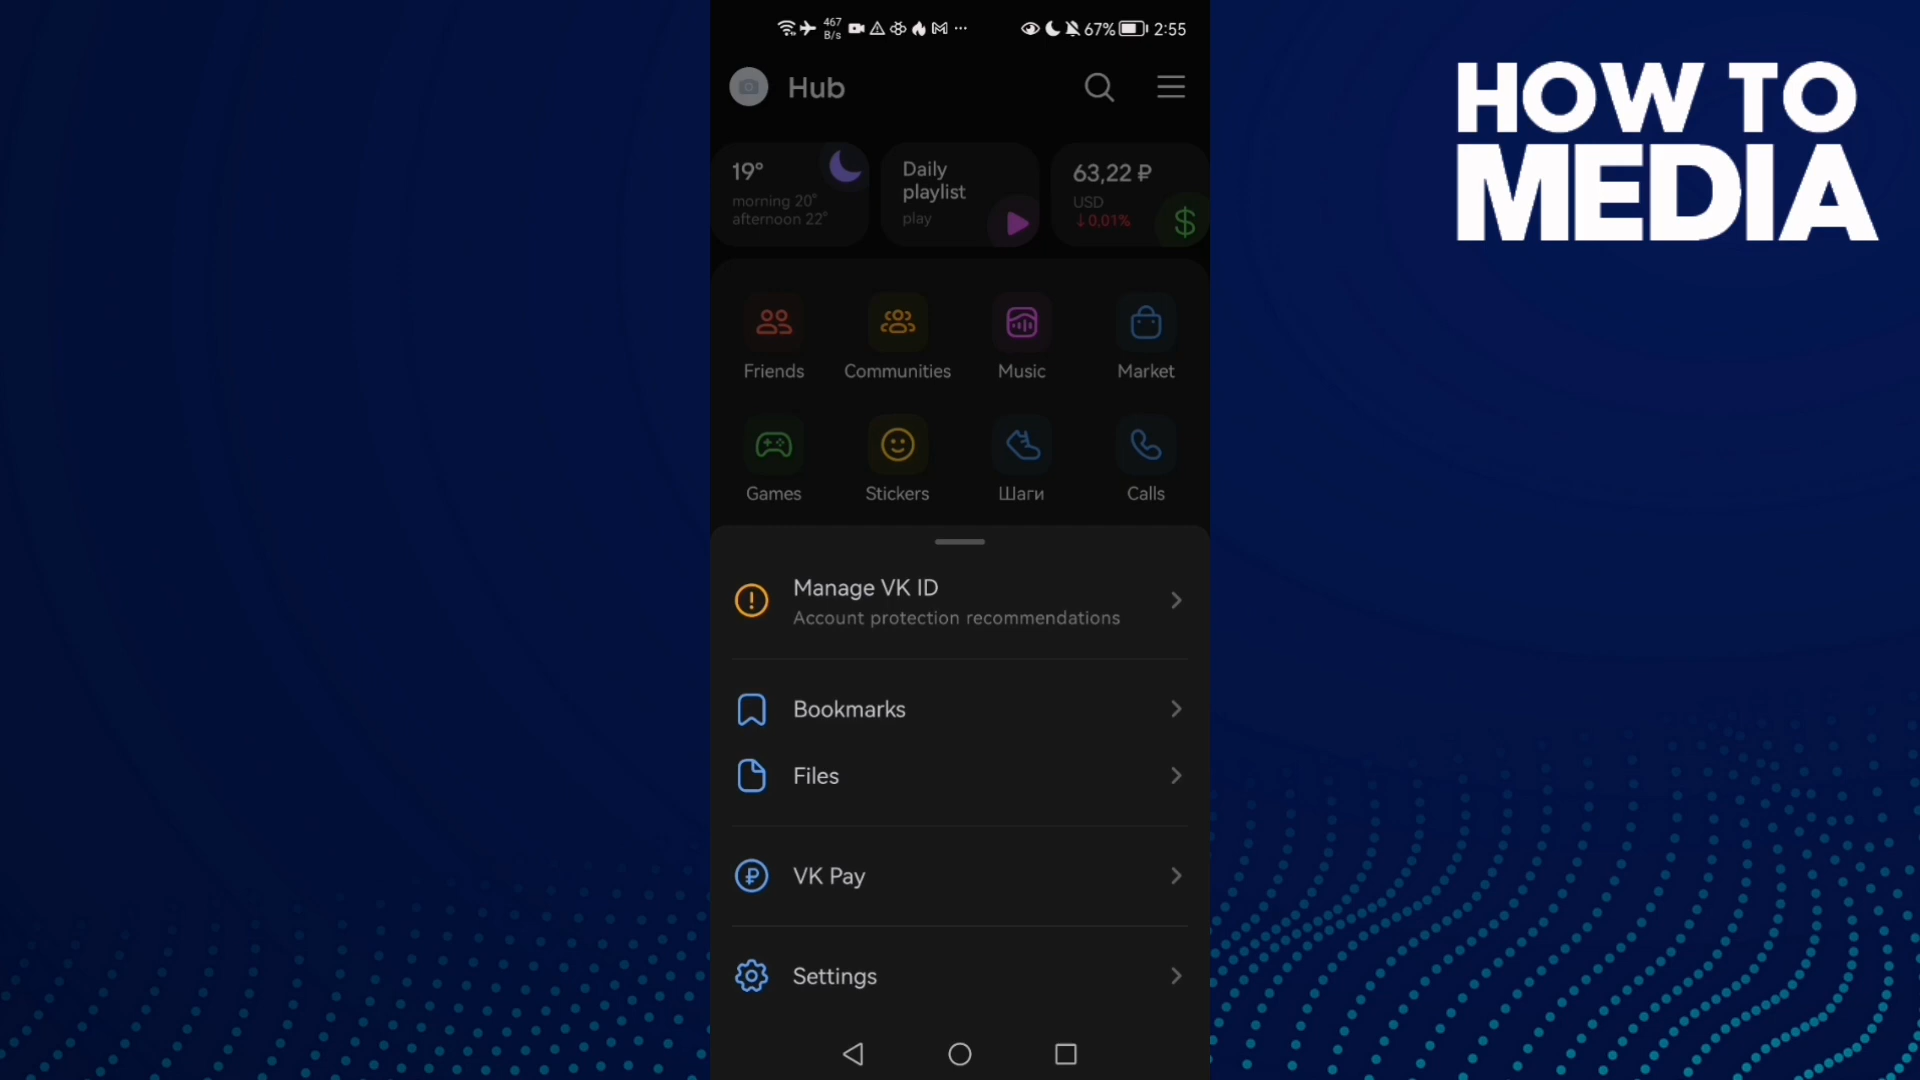 467
B/s
67%
2:55
HOW TO
MEDIA
Hub
19°
morning 20°
afternoon 22°
Daily
playlist
play
63,22 ₽
USD
↓0,01%
Friends
Communities
Music
Market
Games
Stickers
Шаги
Calls
Manage VK ID
Account protection recommendations
Bookmarks
Files
VK Pay
Settings